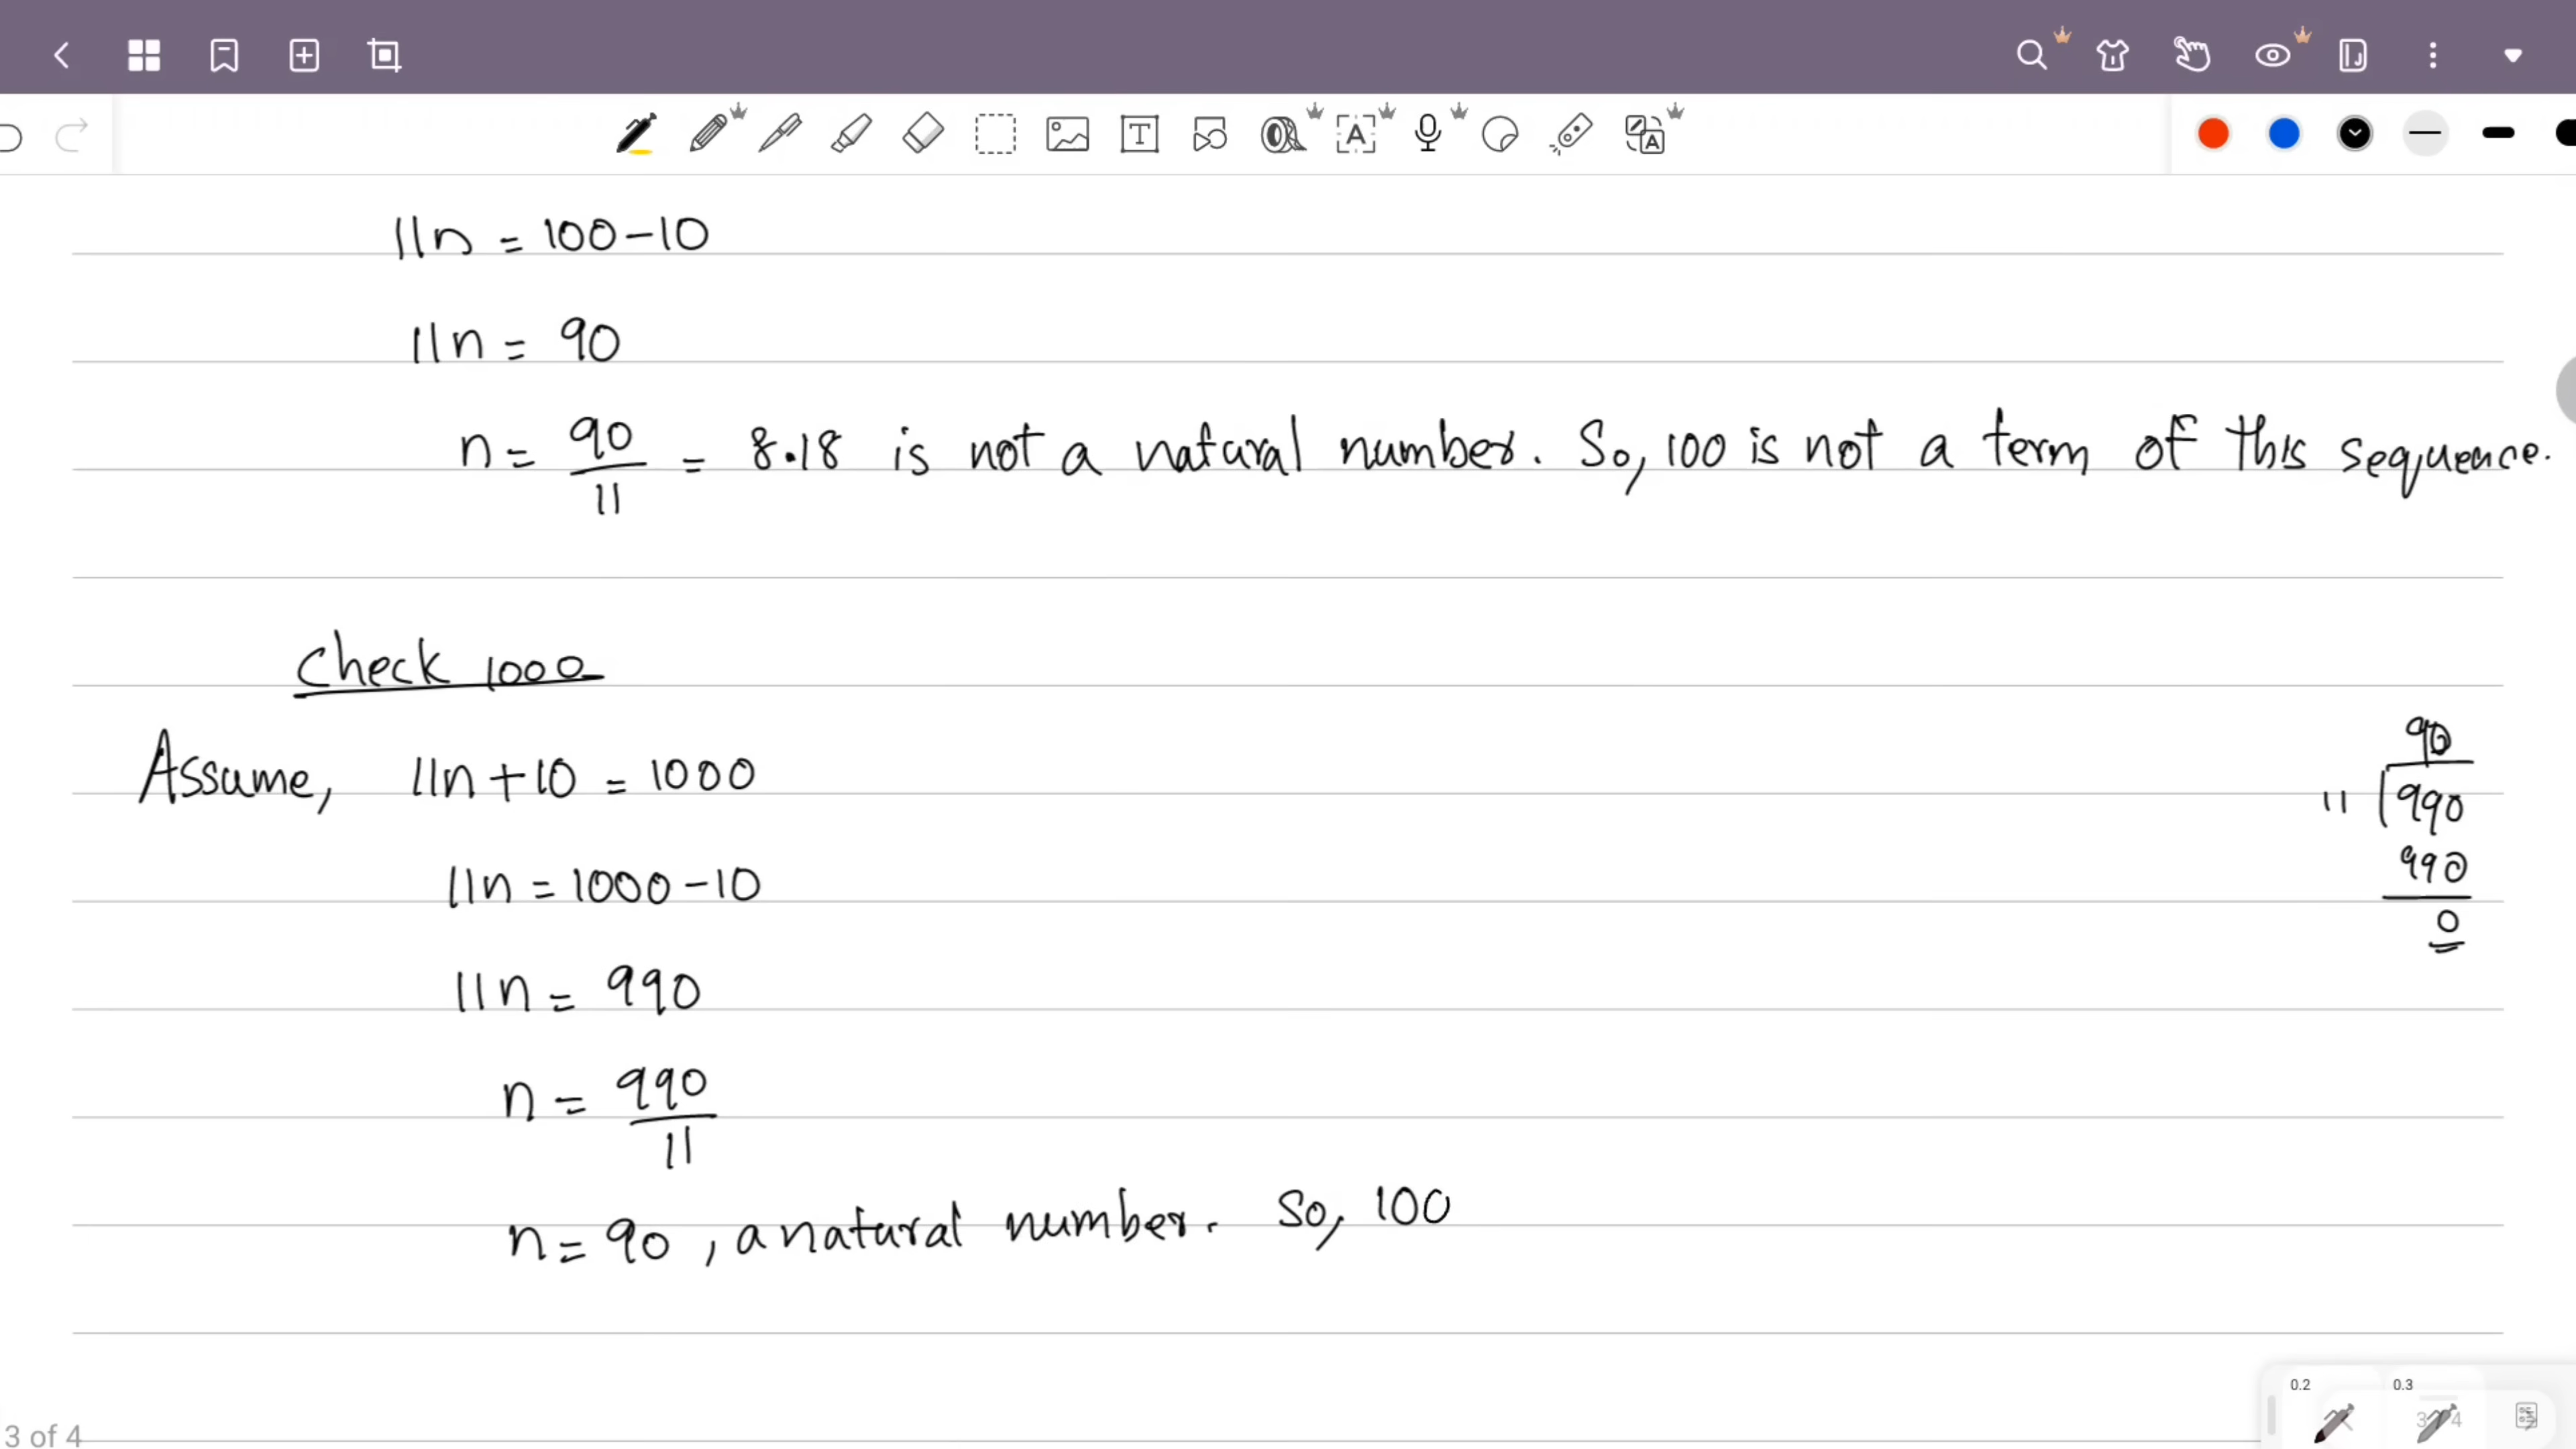 11n = 100-10
11n = 90
n = 90/11 = 8.18 is not a natural number. So, 100 is not a term of this sequence.
Check 1000
Assume, 11n+10 = 1000
11n = 1000-10
11n = 990
n = 990/11
n = 90, a natural number. So, 100
90
11 990
990
0
0.2 0.3
3 of 4